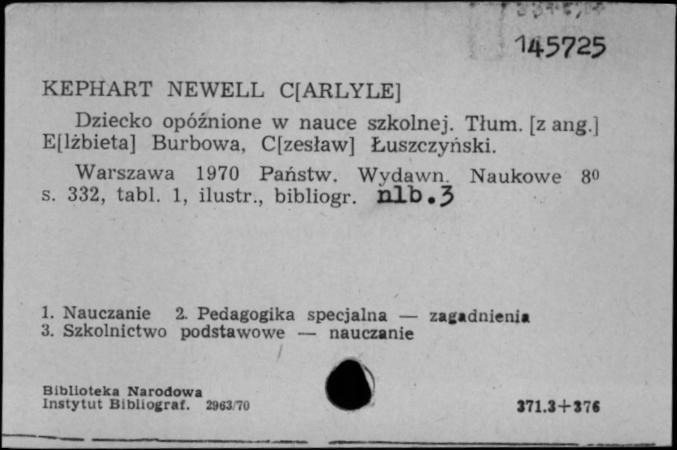 145725
KEPHART NEWELL C[ARLYLE]
Dziecko opóźnione w nauce szkolnej. Tłum. [z ang.]
E[lżbieta] Burbowa, C[zesław] Łuszczyński.
Warszawa 1970 Państw. Wydawn. Naukowe 8⁰
s. 332, tabl. 1, ilustr., bibliogr. nlb.3
1. Nauczanie 2. Pedagogika specjalna — zagadnienia
3. Szkolnictwo podstawowe — nauczanie
Biblioteka Narodowa
Instytut Bibliograf. 2963/70
371.3+376